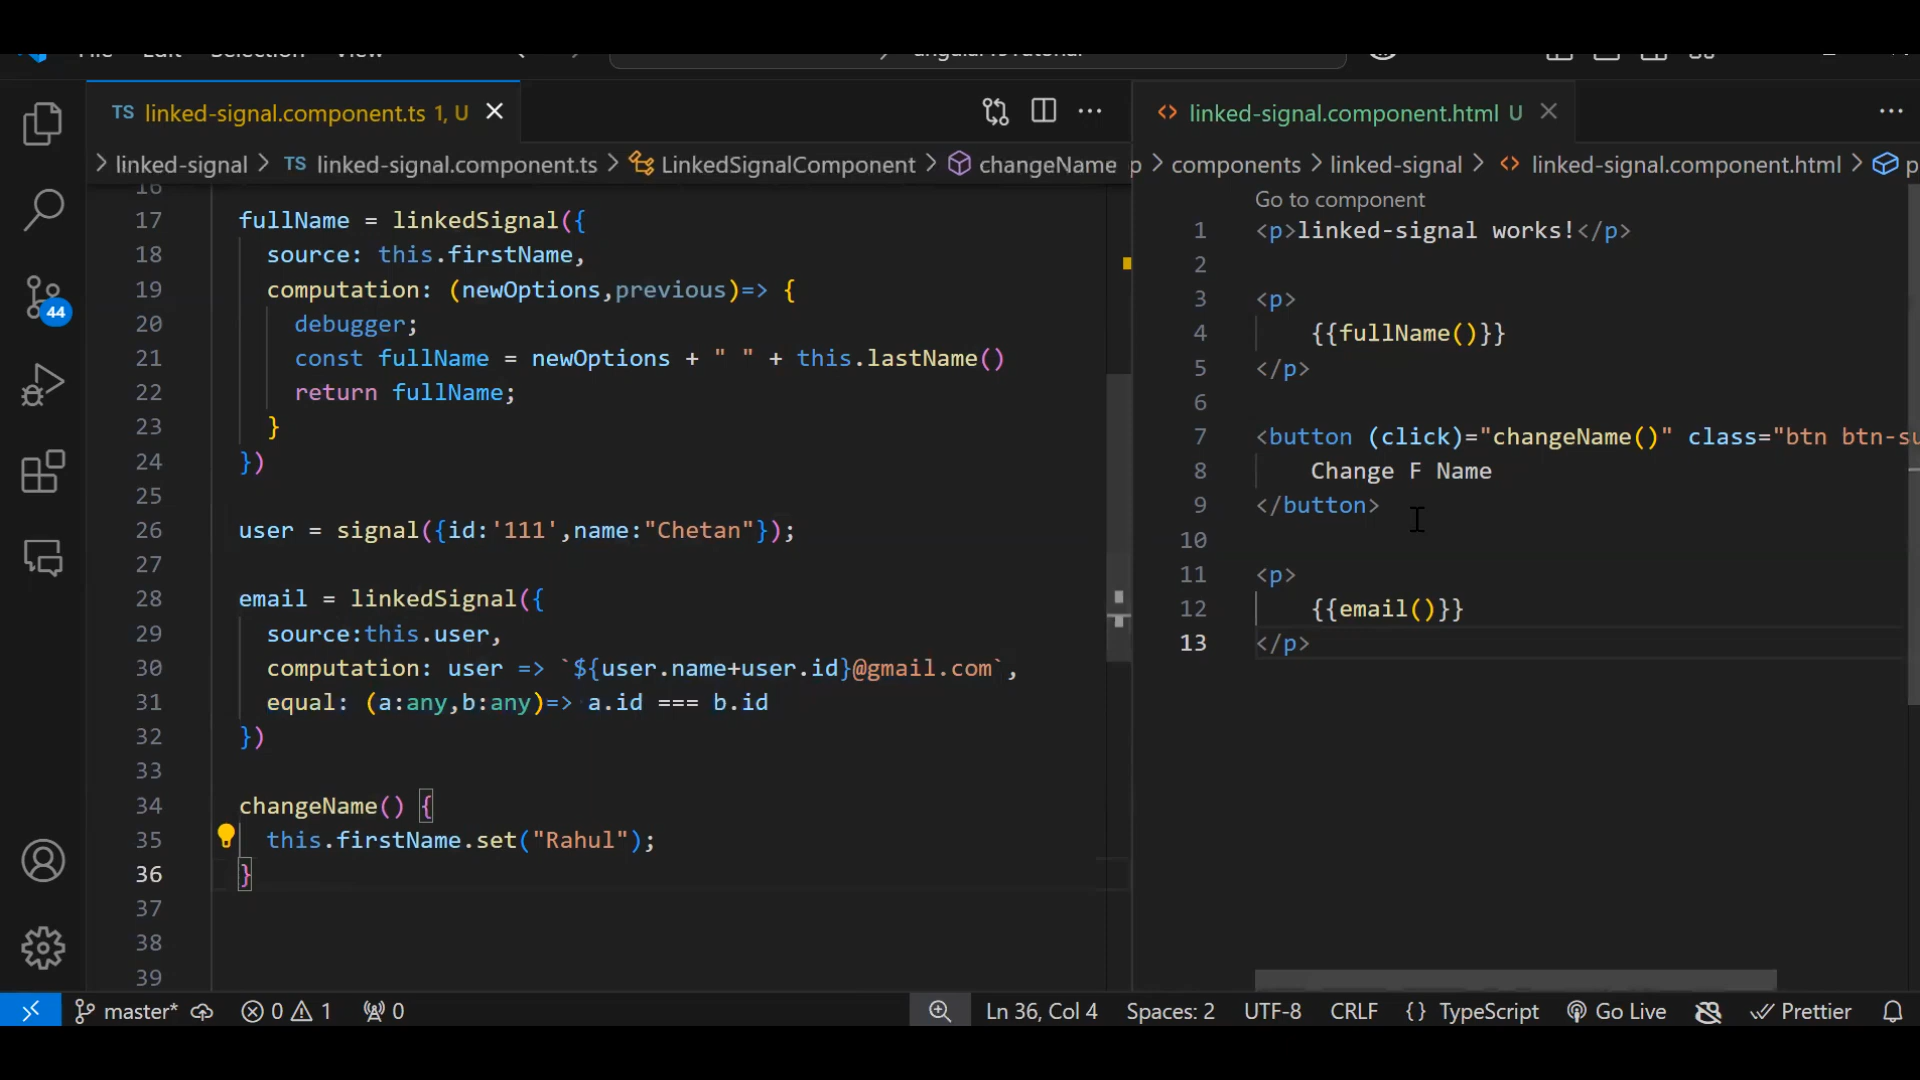 linked-signal.component.ts 1, U
linked-signal.component.html U
linked-signal > TS linked-signal.component.ts > LinkedSignalComponent > changeName
p > components > linked-signal > linked-signal.component.html > p
16
17 fullName = linkedSignal({
18 source: this.firstName,
19 computation: (newOptions,previous)=> {
20 debugger;
21 const fullName = newOptions + " " + this.lastName()
22 return fullName;
23 }
24 })
25
26 user = signal({id:'111',name:"Chetan"});
27
28 email = linkedSignal({
29 source:this.user,
30 computation: user => `${user.name+user.id}@gmail.com`,
31 equal: (a:any,b:any)=> a.id === b.id
32 })
33
34 changeName() {
35 this.firstName.set("Rahul");
36 }
37
38
39
Go to component
1 <p>linked-signal works!</p>
2
3 <p>
4 {{fullName()}}
5 </p>
6
7 <button (click)="changeName()" class="btn btn-su
8 Change F Name
9 </button>
10
11 <p>
12 {{email()}}
13 </p>
44
master* 0 1 0 Ln 36, Col 4 Spaces: 2 UTF-8 CRLF {} TypeScript Go Live Prettier